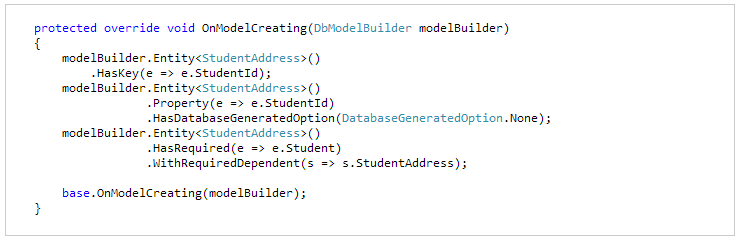 protected override void OnModelCreating(DbModelBuilder modelBuilder)
{
    modelBuilder.Entity<StudentAddress>()
        .HasKey(e => e.StudentId);
    modelBuilder.Entity<StudentAddress>()
                .Property(e => e.StudentId)
                .HasDatabaseGeneratedOption(DatabaseGeneratedOption.None);
    modelBuilder.Entity<StudentAddress>()
                .HasRequired(e => e.Student)
                .WithRequiredDependent(s => s.StudentAddress);

    base.OnModelCreating(modelBuilder);
}